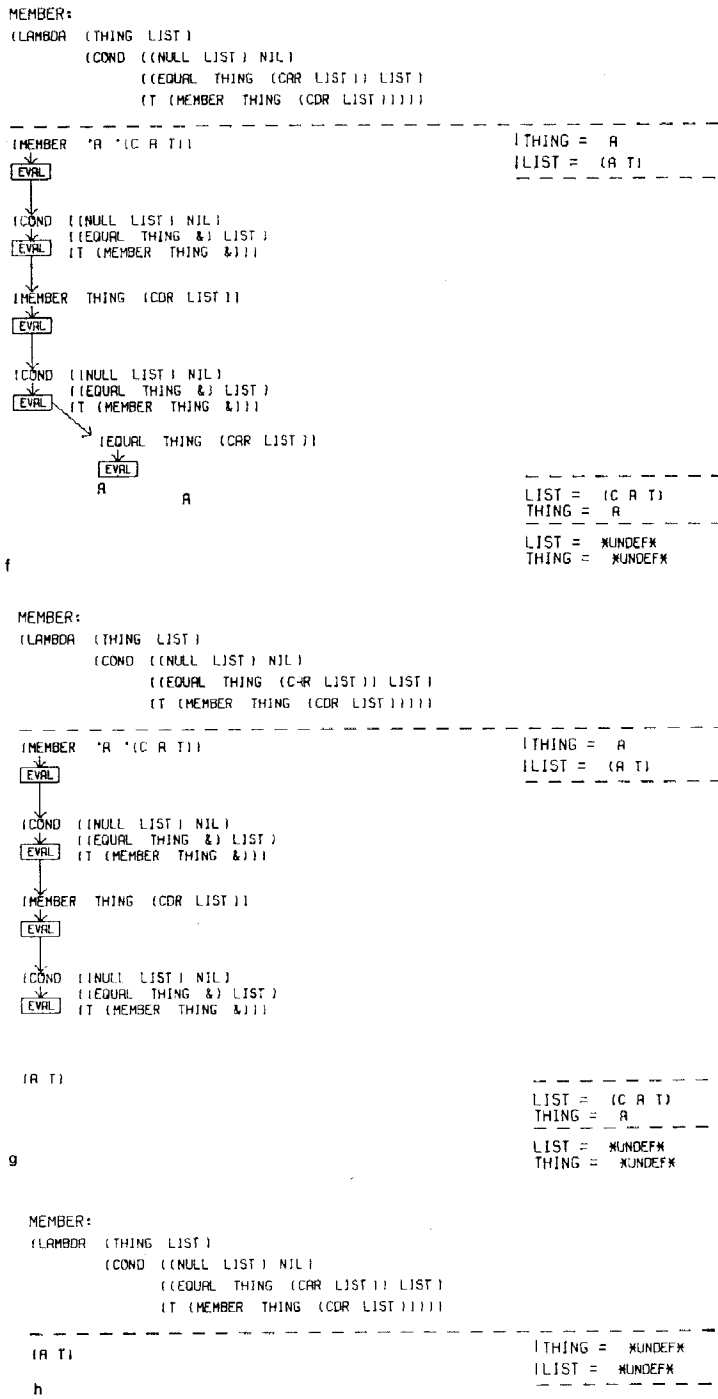 MEMBER:
(LAMBDA (THING LIST)
(COND ((NULL LIST) NIL)
((EQUAL THING (CAR LIST)) LIST)
(T (MEMBER THING (CDR LIST)))))
(MEMBER 'A '(C A T)) |THING = A
EVAL |LIST = (A T)
(COND ((NULL LIST) NIL)
((EQUAL THING &) LIST)
EVAL (T (MEMBER THING &)))
(MEMBER THING (CDR LIST))
EVAL
(COND ((NULL LIST) NIL)
((EQUAL THING &) LIST)
EVAL (T (MEMBER THING &)))
(EQUAL THING (CAR LIST))
EVAL
A
A
LIST = (C A T)
THING = A
LIST = *UNDEF*
THING = *UNDEF*
f
MEMBER:
(LAMBDA (THING LIST)
(COND ((NULL LIST) NIL)
((EQUAL THING (CAR LIST)) LIST)
(T (MEMBER THING (CDR LIST)))))
(MEMBER 'A '(C A T)) |THING = A
EVAL |LIST = (A T)
(COND ((NULL LIST) NIL)
((EQUAL THING &) LIST)
EVAL (T (MEMBER THING &)))
(MEMBER THING (CDR LIST))
EVAL
(COND ((NULL LIST) NIL)
((EQUAL THING &) LIST)
EVAL (T (MEMBER THING &)))
(A T)
LIST = (C A T)
THING = A
LIST = *UNDEF*
THING = *UNDEF*
g
MEMBER:
(LAMBDA (THING LIST)
(COND ((NULL LIST) NIL)
((EQUAL THING (CAR LIST)) LIST)
(T (MEMBER THING (CDR LIST)))))
(A T) |THING = *UNDEF*
|LIST = *UNDEF*
h